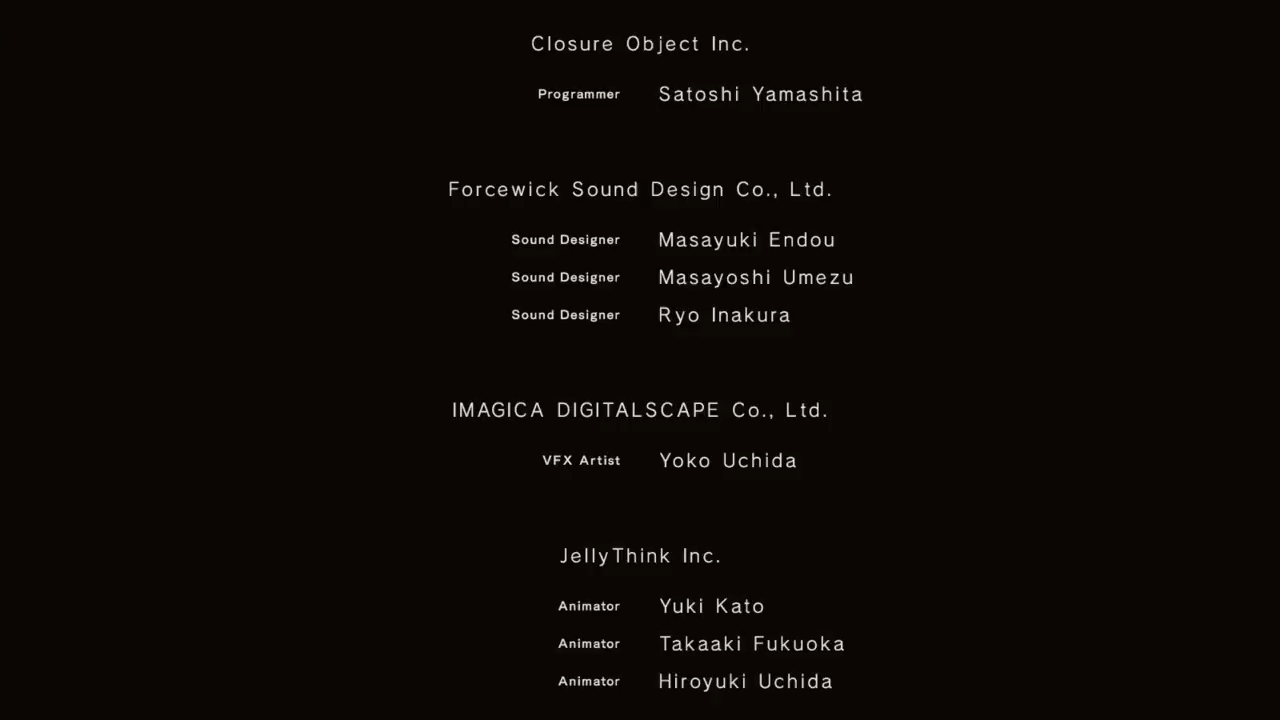 Closure Object Inc.
Programmer Satoshi Yamashita
Forcewick Sound Design Co., Ltd.
Sound Designer Masayuki Endou
Sound Designer Masayoshi Umezu
Sound Designer Ryo Inakura
IMAGICA DIGITALSCAPE Co., Ltd.
VFX Artist Yoko Uchida
JellyThink Inc.
Animator Yuki Kato
Animator Takaaki Fukuoka
Animator Hiroyuki Uchida